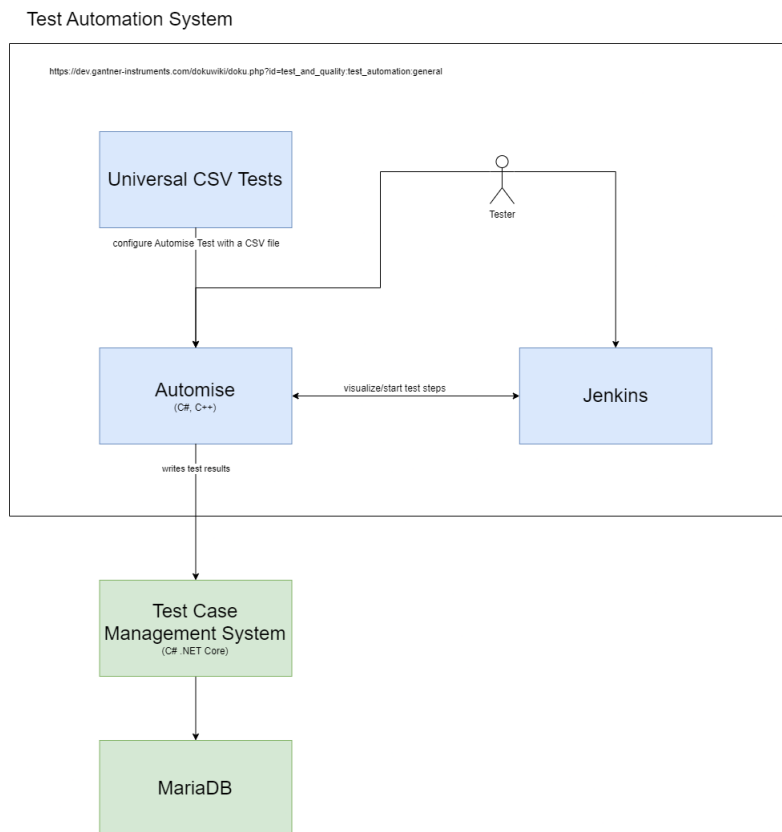 Test Automation System
https://dev.gantner-instruments.com/dokuwiki/doku.php?id=test_and_quality:test_automation:general
Universal CSV Tests
Tester
configure Automise Test with a CSV file
Automise
(C#, C++)
visualize/start test steps
Jenkins
writes test results
Test Case
Management System
(C# .NET Core)
MariaDB